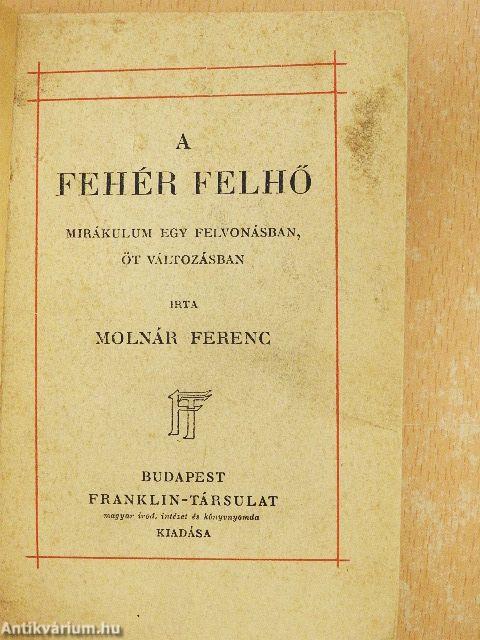 A
FEHÉR FELHŐ
MIRÁKULUM EGY FELVONÁSBAN,
ÖT VÁLTOZÁSBAN
IRTA
MOLNÁR FERENC
FT
BUDAPEST
FRANKLIN-TÁRSULAT
magyar irod. intézet és könyvnyomda
KIADÁSA
Antikvárium.hu